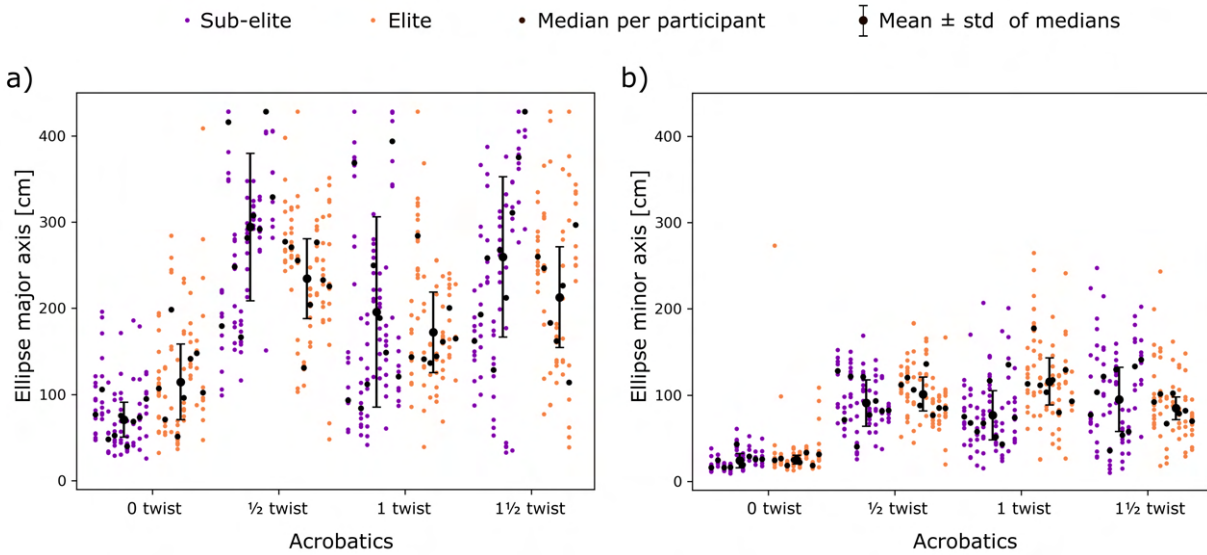 Sub-elite Elite Median per participant Mean ± std of medians
a)
Ellipse major axis [cm]
400
300
200
100
0
0 twist ½ twist 1 twist 1½ twist
Acrobatics
b)
Ellipse minor axis [cm]
400
300
200
100
0
0 twist ½ twist 1 twist 1½ twist
Acrobatics